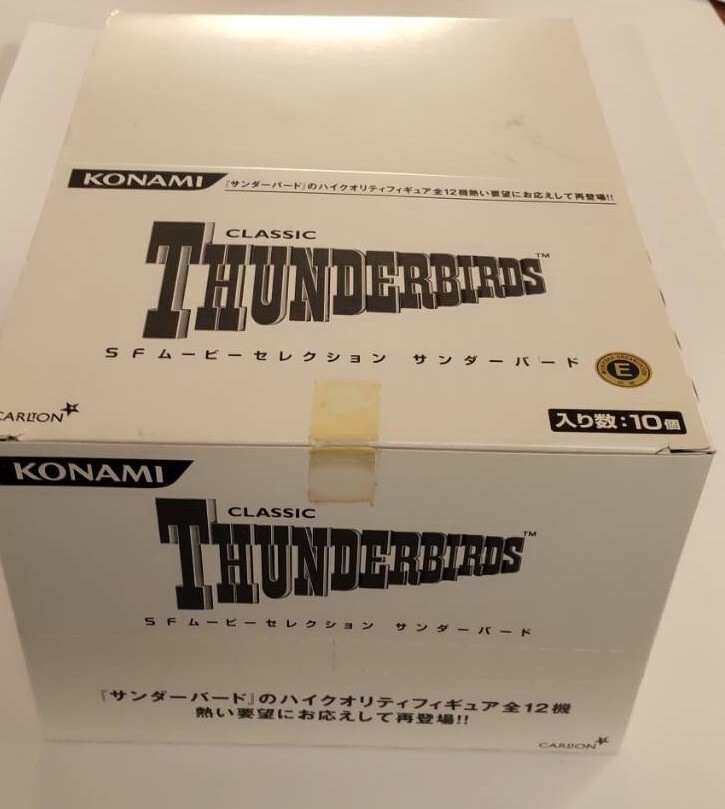 KONAMI
『サンダーバード』のハイクオリティフィギュア全12機熱い要望にお応えして再登場!!
CLASSIC
THUNDERBIRDS™
SFムービーセレクション サンダーバード
E
CARLTON
入り数:10個
KONAMI
CLASSIC
THUNDERBIRDS™
SFムービーセレクション サンダーバード
『サンダーバード』のハイクオリティフィギュア全12機
熱い要望にお応えして再登場!!
CARLTON